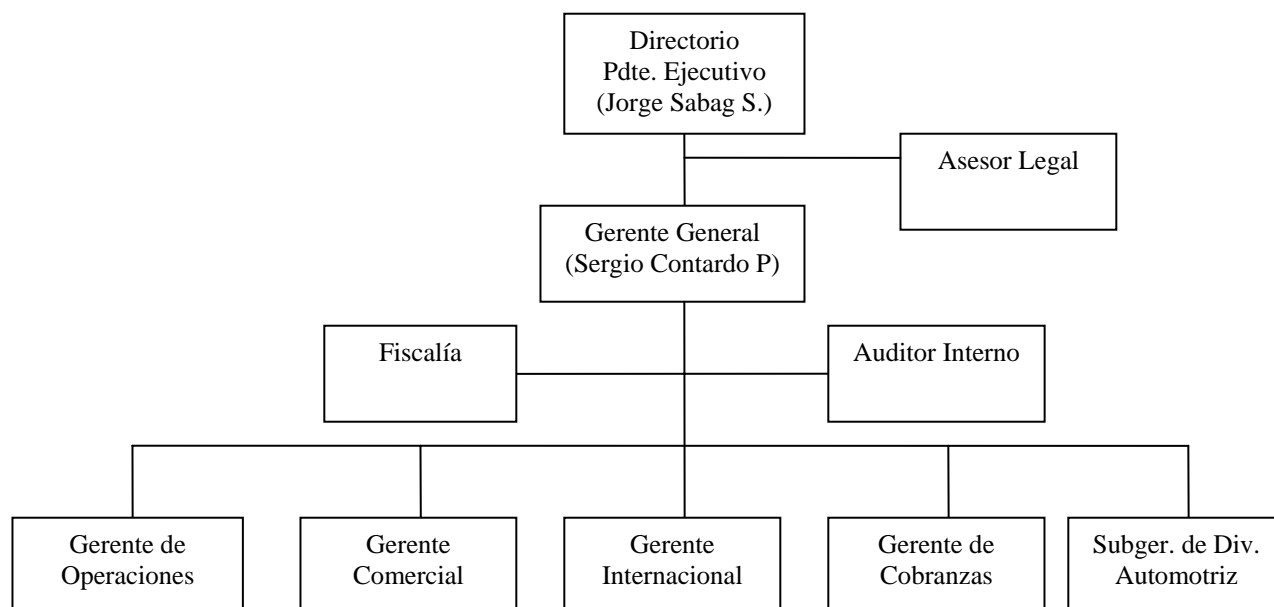 Directorio
Pdte. Ejecutivo
(Jorge Sabag S.)
Asesor Legal
Gerente General
(Sergio Contardo P)
Fiscalía
Auditor Interno
Gerente de
Operaciones
Gerente
Comercial
Gerente
Internacional
Gerente de
Cobranzas
Subger. de Div.
Automotriz